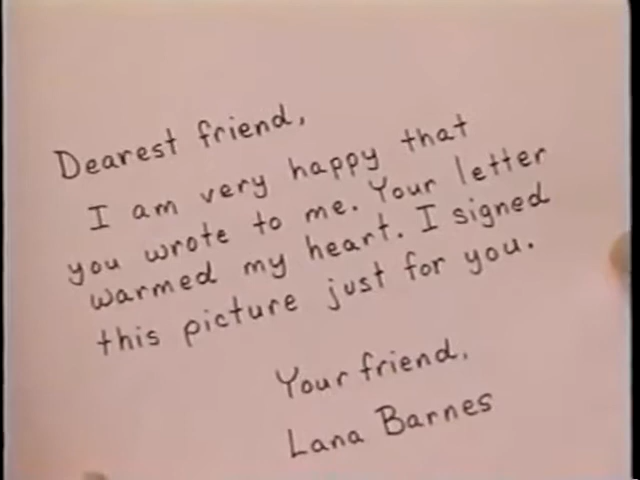 Dearest friend,
I am very happy that
you wrote to me. Your letter
warmed my heart. I signed
this picture just for you.
Your friend,
Lana Barnes